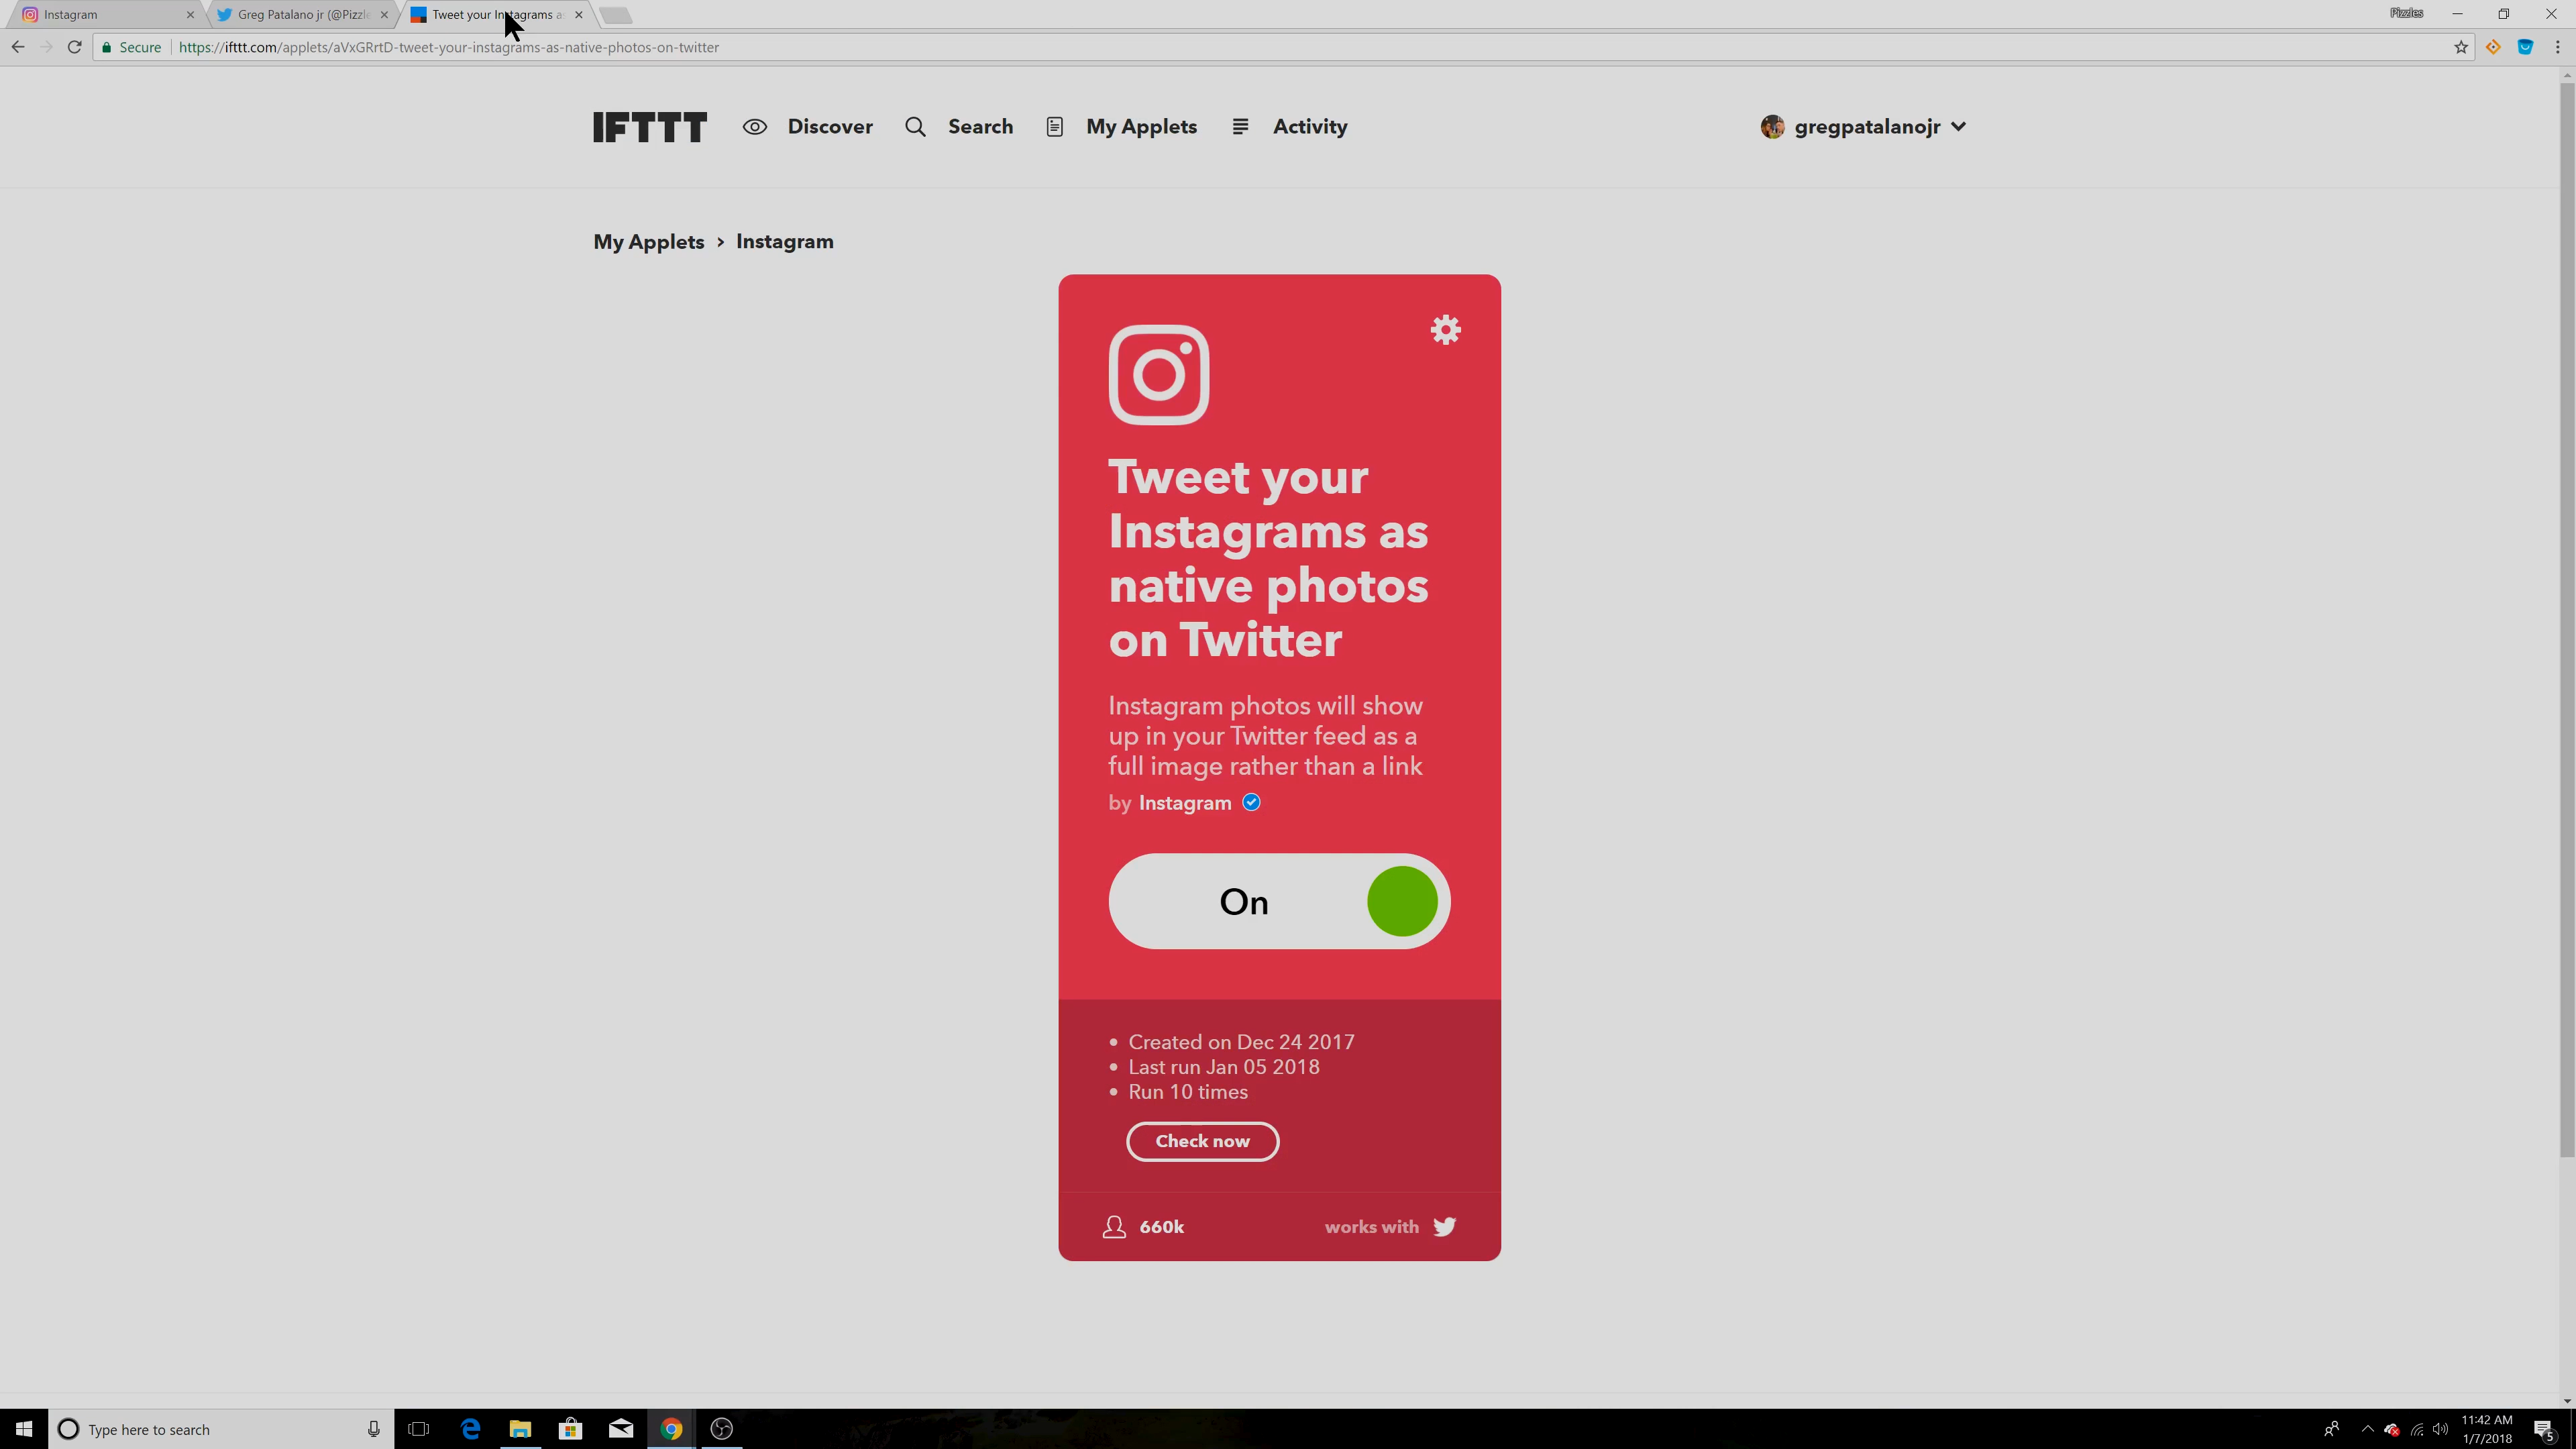 Instagram
Greg Patalano jr (@Pizzle
Tweet your Instagrams as
Pizzles
Secure
https://ifttt.com/applets/aVxGRrtD-tweet-your-instagrams-as-native-photos-on-twitter
IFTTT
Discover
Search
My Applets
Activity
gregpatalanojr
My Applets > Instagram
Tweet your
Instagrams as
native photos
on Twitter
Instagram photos will show
up in your Twitter feed as a
full image rather than a link
by Instagram
On
• Created on Dec 24 2017
• Last run Jan 05 2018
• Run 10 times
Check now
660k
works with
Type here to search
11:42 AM
1/7/2018
5